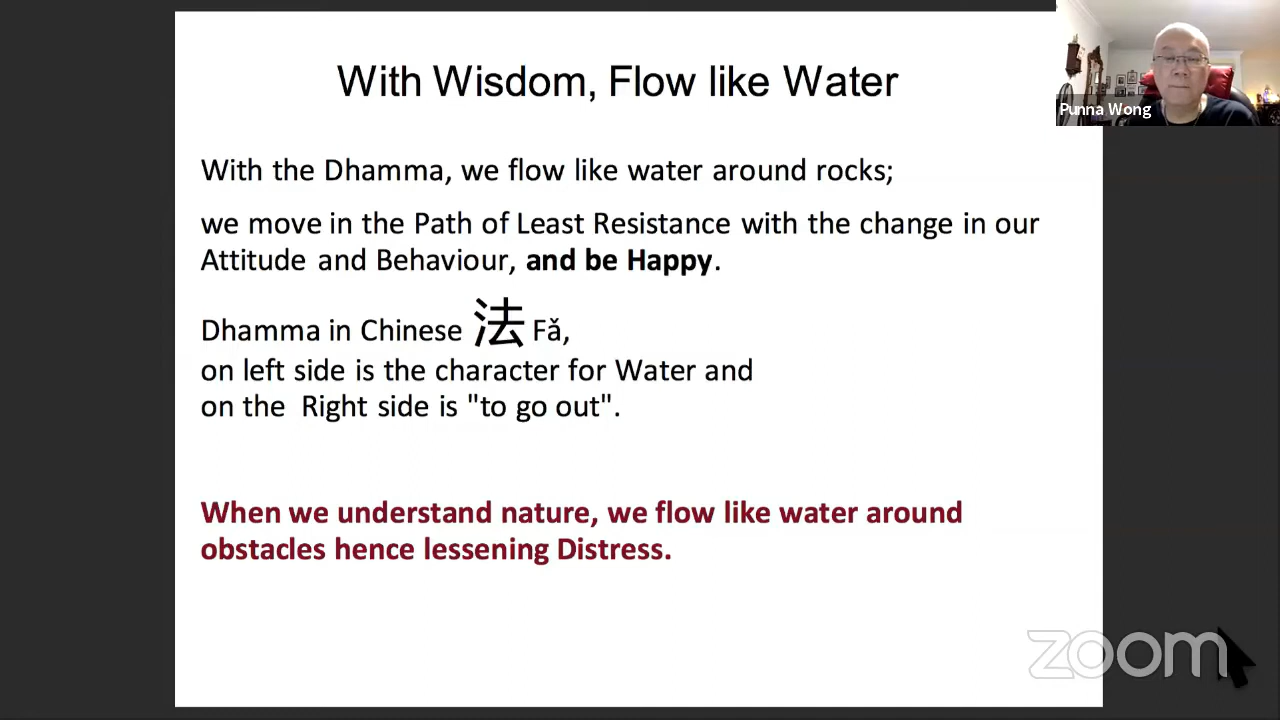 With Wisdom, Flow like Water
Punna Wong
With the Dhamma, we flow like water around rocks;
we move in the Path of Least Resistance with the change in our
Attitude and Behaviour, and be Happy.
Dhamma in Chinese 法 Fǎ,
on left side is the character for Water and
on the Right side is "to go out".
When we understand nature, we flow like water around
obstacles hence lessening Distress.
zoom